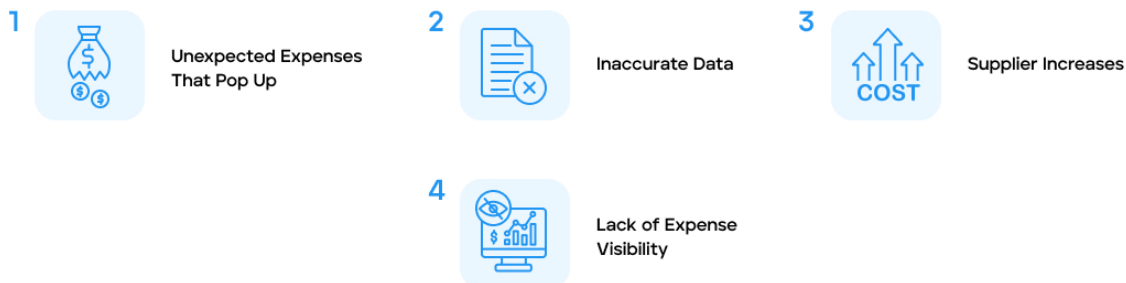 1
Unexpected Expenses
That Pop Up
2
Inaccurate Data
3
COST
Supplier Increases
4
$
Lack of Expense
Visibility